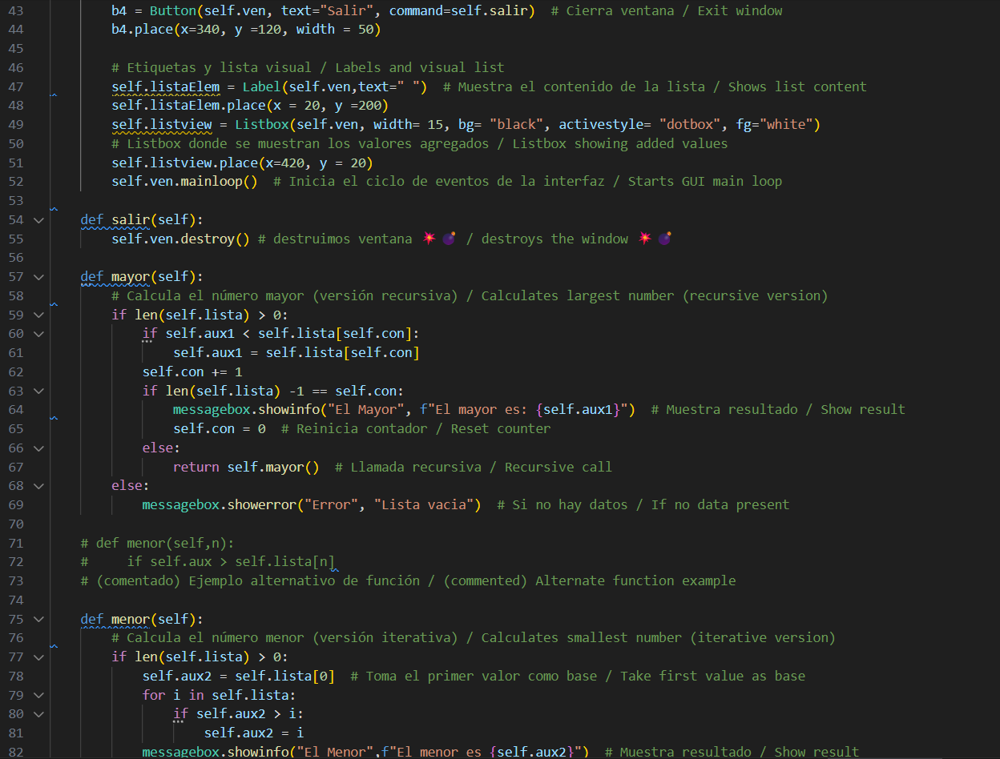 43 b4 = Button(self.ven, text="Salir", command=self.salir)  # Cierra ventana / Exit window
44 b4.place(x=340, y =120, width = 50)
45
46 # Etiquetas y lista visual / Labels and visual list
47 self.listaElem = Label(self.ven,text=" ")  # Muestra el contenido de la lista / Shows list content
48 self.listaElem.place(x = 20, y =200)
49 self.listview = Listbox(self.ven, width= 15, bg= "black", activestyle= "dotbox", fg="white")
50 # Listbox donde se muestran los valores agregados / Listbox showing added values
51 self.listview.place(x=420, y = 20)
52 self.ven.mainloop()  # Inicia el ciclo de eventos de la interfaz / Starts GUI main loop
53
54 def salir(self):
55 self.ven.destroy() # destruimos ventana 💥💣 / destroys the window 💥💣
56
57 def mayor(self):
58 # Calcula el número mayor (versión recursiva) / Calculates largest number (recursive version)
59 if len(self.lista) > 0:
60 if self.aux1 < self.lista[self.con]:
61 self.aux1 = self.lista[self.con]
62 self.con += 1
63 if len(self.lista) -1 == self.con:
64 messagebox.showinfo("El Mayor", f"El mayor es: {self.aux1}")  # Muestra resultado / Show result
65 self.con = 0  # Reinicia contador / Reset counter
66 else:
67 return self.mayor()  # Llamada recursiva / Recursive call
68 else:
69 messagebox.showerror("Error", "Lista vacia")  # Si no hay datos / If no data present
70
71 # def menor(self,n):
72 #     if self.aux > self.lista[n]
73 # (comentado) Ejemplo alternativo de función / (commented) Alternate function example
74
75 def menor(self):
76 # Calcula el número menor (versión iterativa) / Calculates smallest number (iterative version)
77 if len(self.lista) > 0:
78 self.aux2 = self.lista[0]  # Toma el primer valor como base / Take first value as base
79 for i in self.lista:
80 if self.aux2 > i:
81 self.aux2 = i
82 messagebox.showinfo("El Menor",f"El menor es {self.aux2}")  # Muestra resultado / Show result